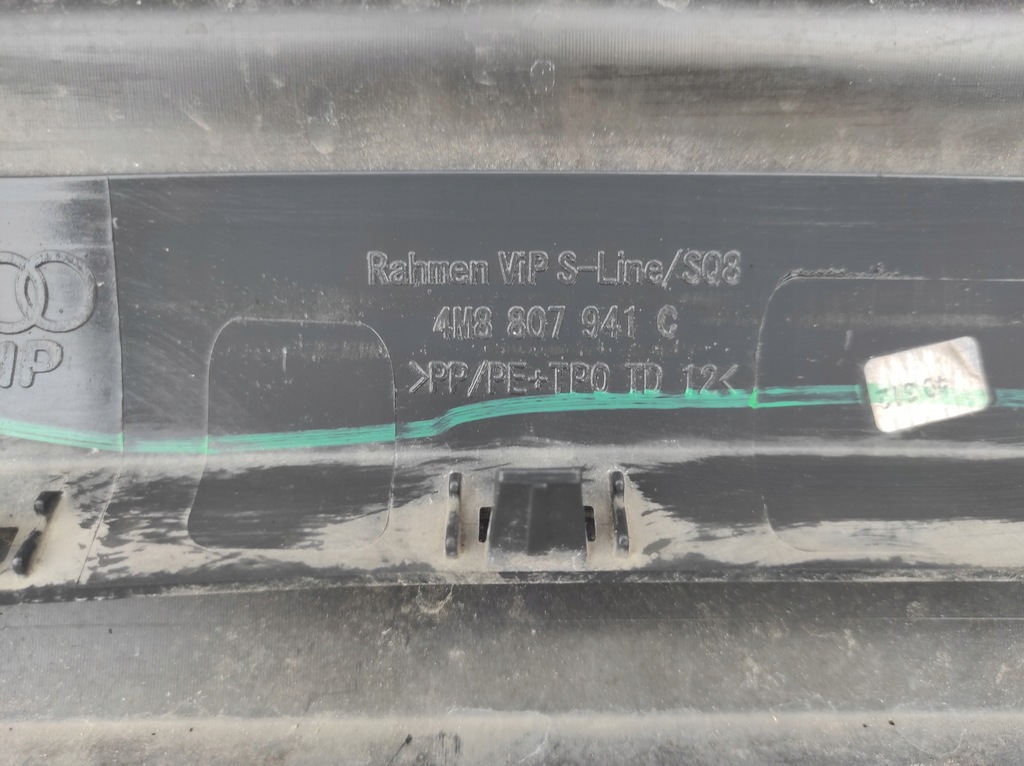 Rahmen ViP S-Line/SQ8
4M8 807 941 C
>PP/PE+TPO TD 12<